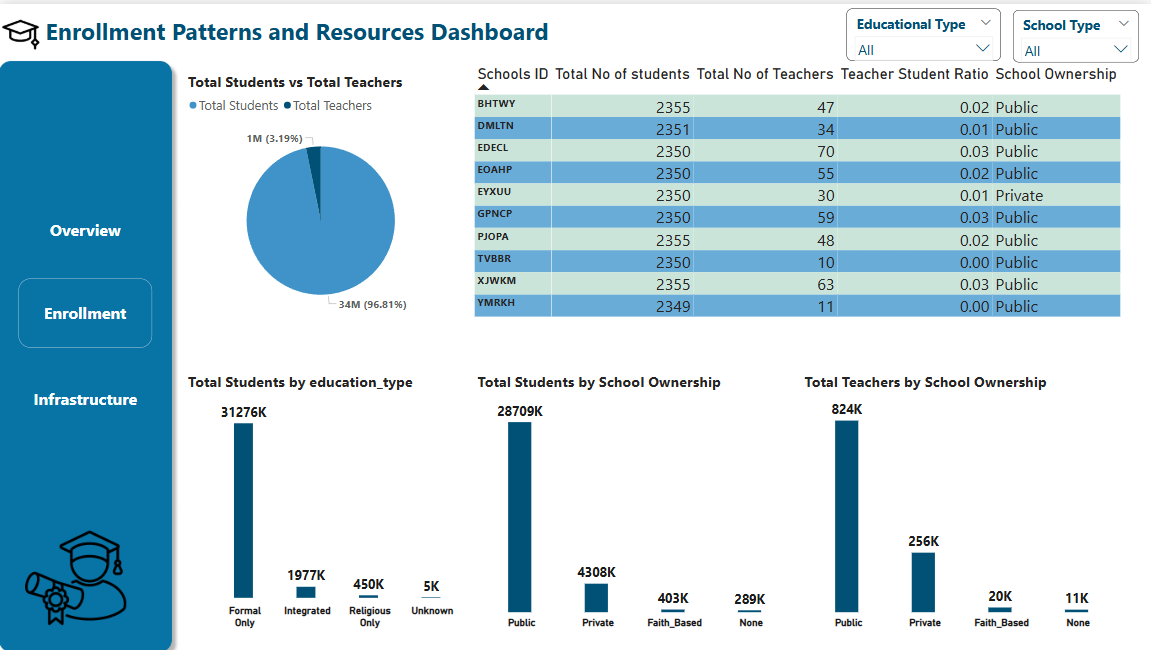 Enrollment Patterns and Resources Dashboard
Educational Type
All
School Type
All
Overview
Enrollment
Infrastructure
Total Students vs Total Teachers
Total Students Total Teachers
1M (3.19%)
34M (96.81%)
Schools ID Total No of students Total No of Teachers Teacher Student Ratio School Ownership
BHTWY 2355 47 0.02 Public
DMLTN 2351 34 0.01 Public
EDECL 2350 70 0.03 Public
EOAHP 2350 55 0.02 Public
EYXUU 2350 30 0.01 Private
GPNCP 2350 59 0.03 Public
PJOPA 2355 48 0.02 Public
TVBBR 2350 10 0.00 Public
XJWKM 2355 63 0.03 Public
YMRKH 2349 11 0.00 Public
Total Students by education_type
31276K
1977K
450K
5K
Formal Only
Integrated
Religious Only
Unknown
Total Students by School Ownership
28709K
4308K
403K
289K
Public
Private
Faith_Based
None
Total Teachers by School Ownership
824K
256K
20K
11K
Public
Private
Faith_Based
None